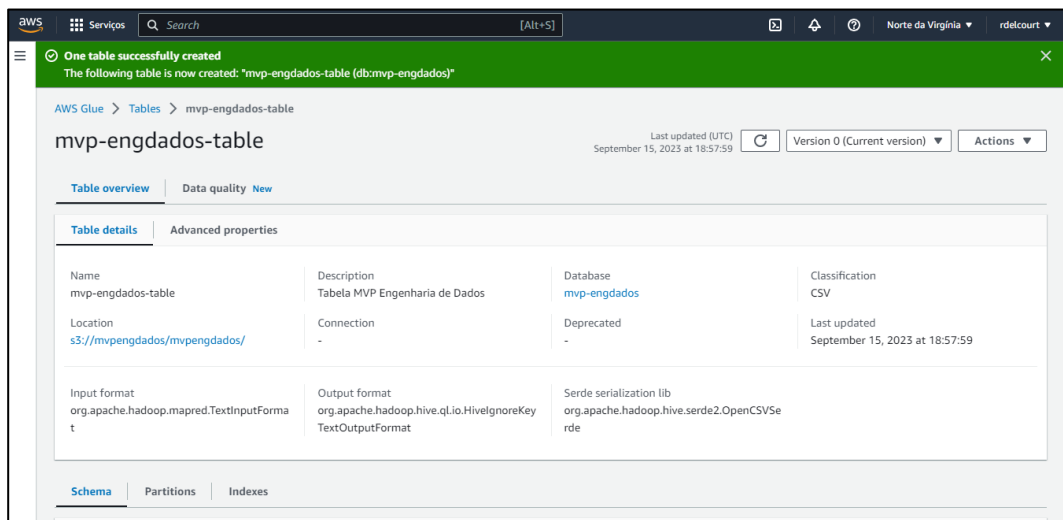 aws Serviços Search [Alt+S] Norte da Virgínia rdelcourt
One table successfully created
The following table is now created: "mvp-engdados-table (db:mvp-engdados)"
AWS Glue > Tables > mvp-engdados-table
mvp-engdados-table
Last updated (UTC)
September 15, 2023 at 18:57:59
Version 0 (Current version)
Actions
Table overview Data quality New
Table details Advanced properties
Name Description Database Classification
mvp-engdados-table Tabela MVP Engenharia de Dados mvp-engdados CSV
Location Connection Deprecated Last updated
s3://mvpengdados/mvpengdados/ - - September 15, 2023 at 18:57:59
Input format Output format Serde serialization lib
org.apache.hadoop.mapred.TextInputForma org.apache.hadoop.hive.ql.io.HiveIgnoreKey org.apache.hadoop.hive.serde2.OpenCSVSe
t TextOutputFormat rde
Schema Partitions Indexes